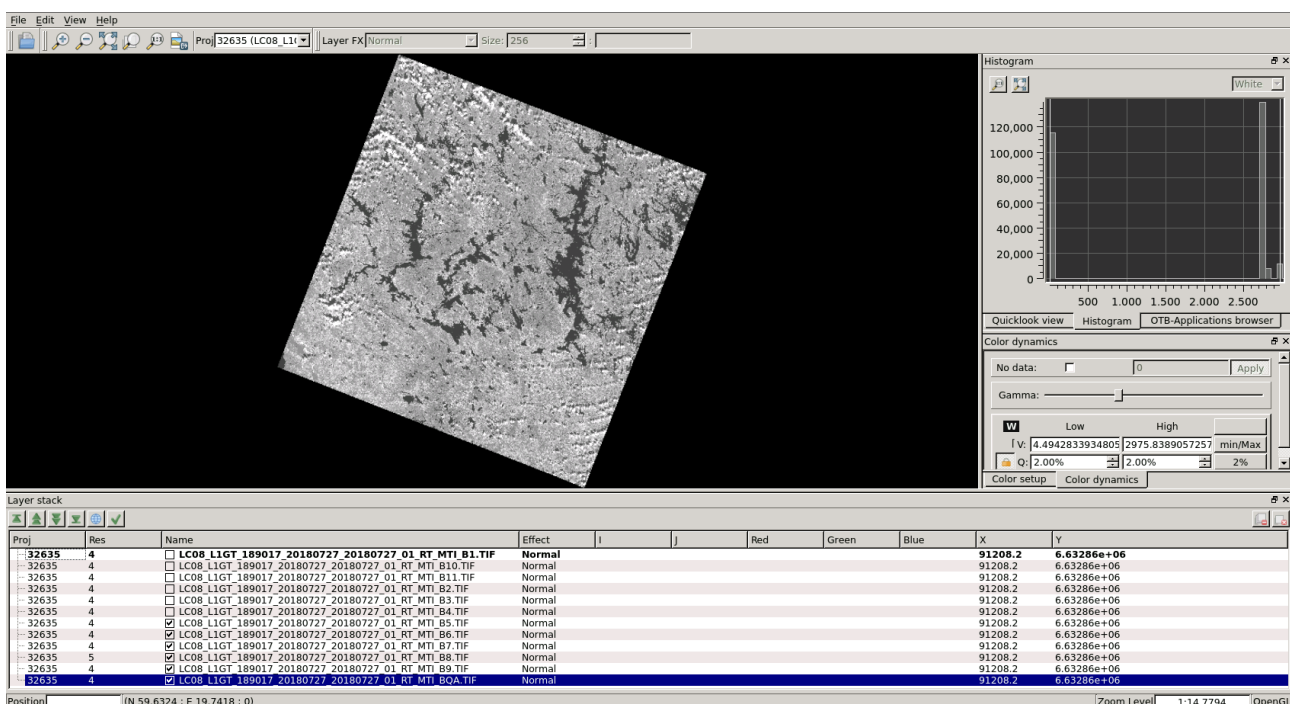 File Edit View Help
Proj 32635 (LC08_L1( Layer FX Normal Size: 256 :
Histogram
White
120,000
100,000
80,000
60,000
40,000
20,000
0
500 1.000 1.500 2.000 2.500
Quicklook view Histogram OTB-Applications browser
Color dynamics
No data: 0 Apply
Gamma:
W Low High
V: 4.4942833934805 2975.8389057257 min/Max
Q: 2.00% 2.00% 2%
Color setup Color dynamics
Layer stack
Proj Res Name Effect I J Red Green Blue X Y
32635 4 LC08_L1GT_189017_20180727_20180727_01_RT_MTI_B1.TIF Normal 91208.2 6.63286e+06
32635 4 LC08_L1GT_189017_20180727_20180727_01_RT_MTI_B10.TIF Normal 91208.2 6.63286e+06
32635 4 LC08_L1GT_189017_20180727_20180727_01_RT_MTI_B11.TIF Normal 91208.2 6.63286e+06
32635 4 LC08_L1GT_189017_20180727_20180727_01_RT_MTI_B2.TIF Normal 91208.2 6.63286e+06
32635 4 LC08_L1GT_189017_20180727_20180727_01_RT_MTI_B3.TIF Normal 91208.2 6.63286e+06
32635 4 LC08_L1GT_189017_20180727_20180727_01_RT_MTI_B4.TIF Normal 91208.2 6.63286e+06
32635 4 LC08_L1GT_189017_20180727_20180727_01_RT_MTI_B5.TIF Normal 91208.2 6.63286e+06
32635 4 LC08_L1GT_189017_20180727_20180727_01_RT_MTI_B6.TIF Normal 91208.2 6.63286e+06
32635 4 LC08_L1GT_189017_20180727_20180727_01_RT_MTI_B7.TIF Normal 91208.2 6.63286e+06
32635 5 LC08_L1GT_189017_20180727_20180727_01_RT_MTI_B8.TIF Normal 91208.2 6.63286e+06
32635 4 LC08_L1GT_189017_20180727_20180727_01_RT_MTI_B9.TIF Normal 91208.2 6.63286e+06
32635 4 LC08_L1GT_189017_20180727_20180727_01_RT_MTI_BQA.TIF Normal 91208.2 6.63286e+06
Position (N 59.6324 ; E 19.7418 ; 0) Zoom Level 1:14.7794 OpenGL